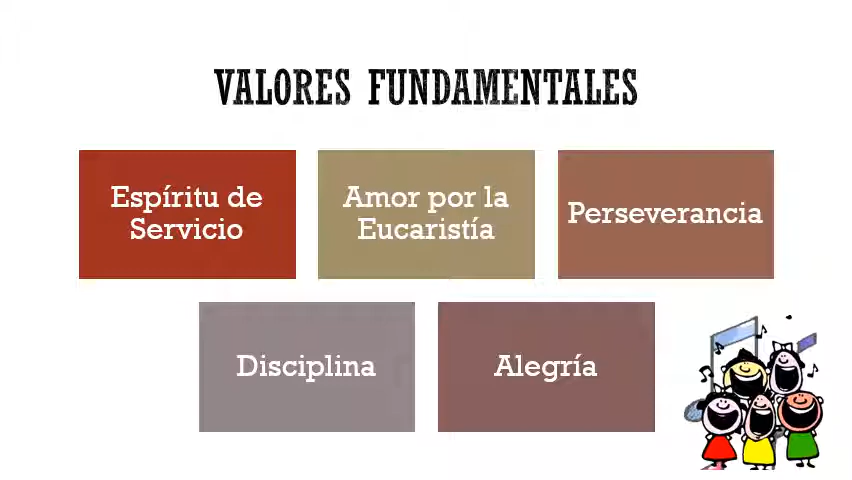 VALORES FUNDAMENTALES
Espíritu de
Servicio
Amor por la
Eucaristía
Perseverancia
Disciplina
Alegría